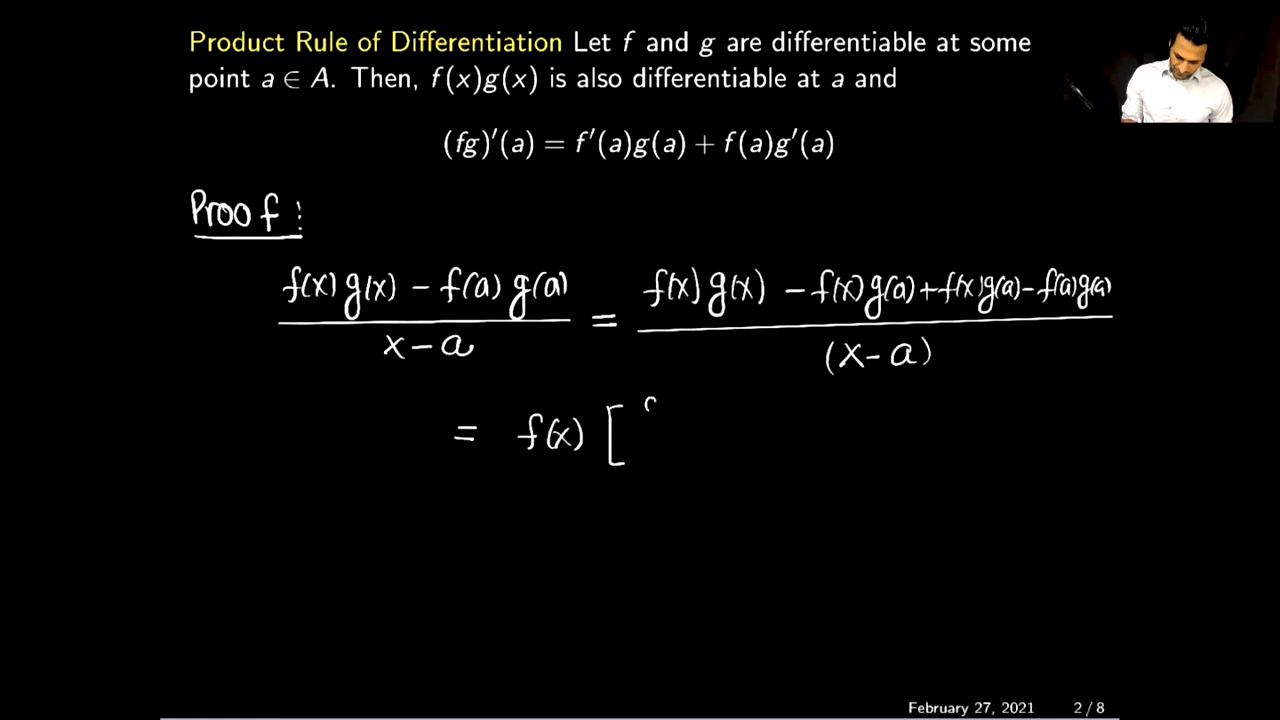 Product Rule of Differentiation Let f and g are differentiable at some
point a ∈ A. Then, f(x)g(x) is also differentiable at a and
(fg)′(a) = f′(a)g(a) + f(a)g′(a)
Proof :
f(x) g(x) − f(a) g(a) / x − a = f(x) g(x) − f(x)g(a) + f(x)g(a) − f(a)g(a) / (x − a)
= f(x) [
February 27, 2021 2 / 8